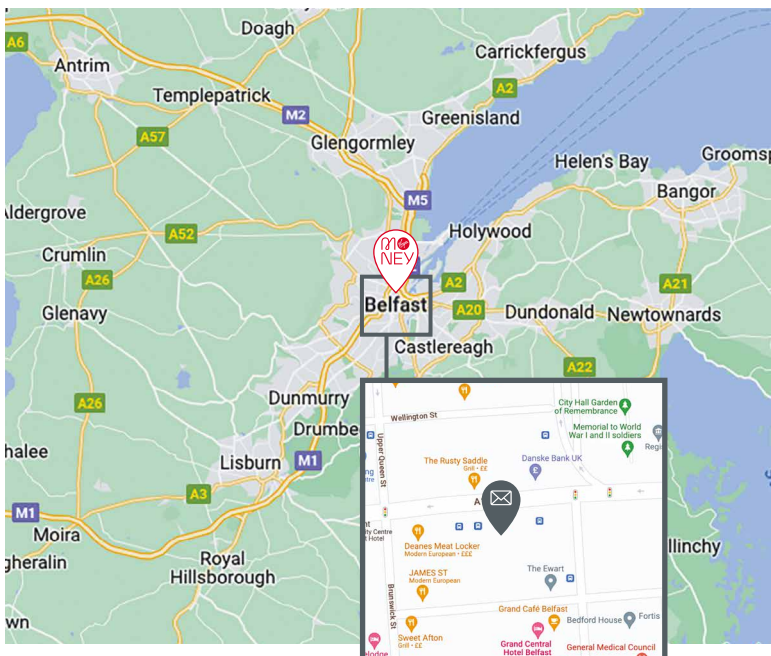 A6
Doagh
Antrim
Carrickfergus
A2
Templepatrick
M2
Greenisland
A57
Glengormley
Helen's Bay
Groomsp
Bangor
M5
Aldergrove
A52
Holywood
Crumlin
MONEY
A26
A2
A21
Glenavy
Belfast
A20
Dundonald
Newtownards
Castlereagh
A22
A26
Dunmurry
Drumbe
halee
Lisburn
M1
A3
M1
Moira
gheralin
Royal
Hillsborough
llinchy
wn
City Hall Garden
of Remembrance
Wellington St
Memorial to World
War I and II soldiers
Regis
Upper Queen St
The Rusty Saddle
Grill • ££
Danske Bank UK
£
A
Deanes Meat Locker
Modern European • £££
JAMES ST
Modern European
The Ewart
Brunswick St
Grand Café Belfast
Bedford House
Fortis
Sweet Afton
Grill • ££
Grand Central
Hotel Belfast
General Medical Council
elodge